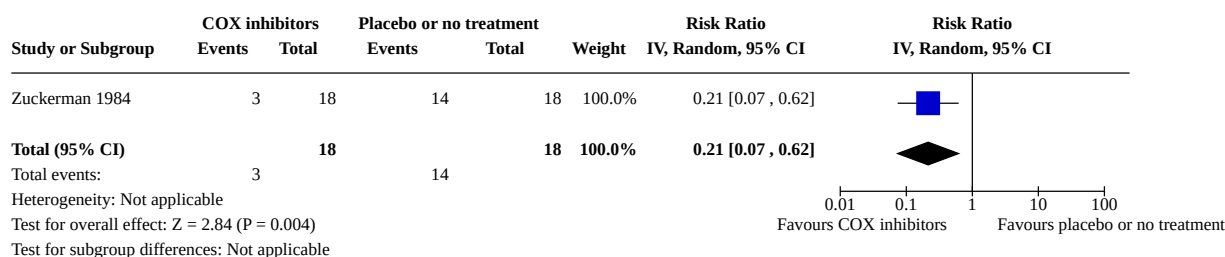 COX inhibitors Placebo or no treatment Risk Ratio Risk Ratio
Study or Subgroup Events Total Events Total Weight IV, Random, 95% CI IV, Random, 95% CI
Zuckerman 1984 3 18 14 18 100.0% 0.21 [0.07 , 0.62]
Total (95% CI) 18 18 100.0% 0.21 [0.07 , 0.62]
Total events: 3 14
Heterogeneity: Not applicable
0.01 0.1 1 10 100
Test for overall effect: Z = 2.84 (P = 0.004)
Favours COX inhibitors Favours placebo or no treatment
Test for subgroup differences: Not applicable